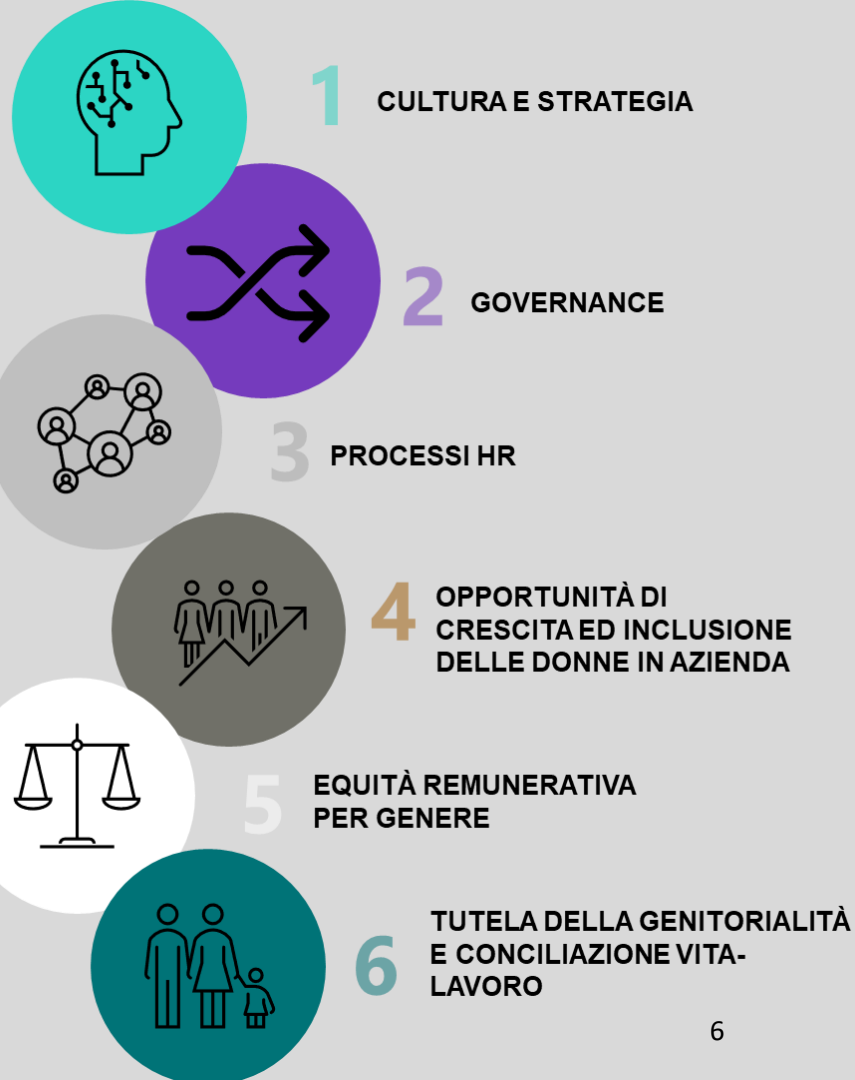 1 CULTURA E STRATEGIA
2 GOVERNANCE
3 PROCESSI HR
4 OPPORTUNITÀ DI
CRESCITA ED INCLUSIONE
DELLE DONNE IN AZIENDA
5 EQUITÀ REMUNERATIVA
PER GENERE
6 TUTELA DELLA GENITORIALITÀ
E CONCILIAZIONE VITA-
LAVORO
6